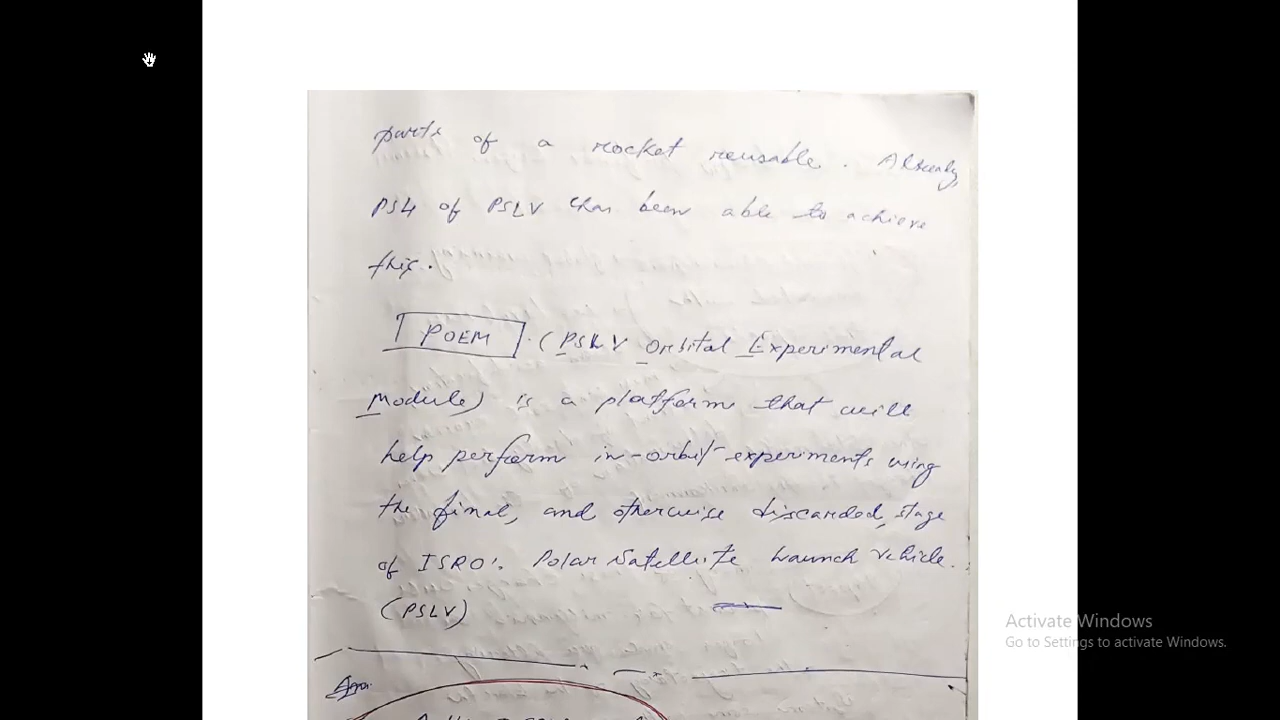 parts of a rocket reusable. Already,
PS4 of PSLV has been able to achieve
this.
POEM (PSLV Orbital Experimental
Module) is a platform that will
help perform in-orbit experiments using
the final, and otherwise discarded, stage
of ISRO's Polar Satellite Launch Vehicle.
(PSLV)
Activate Windows
Go to Settings to activate Windows.